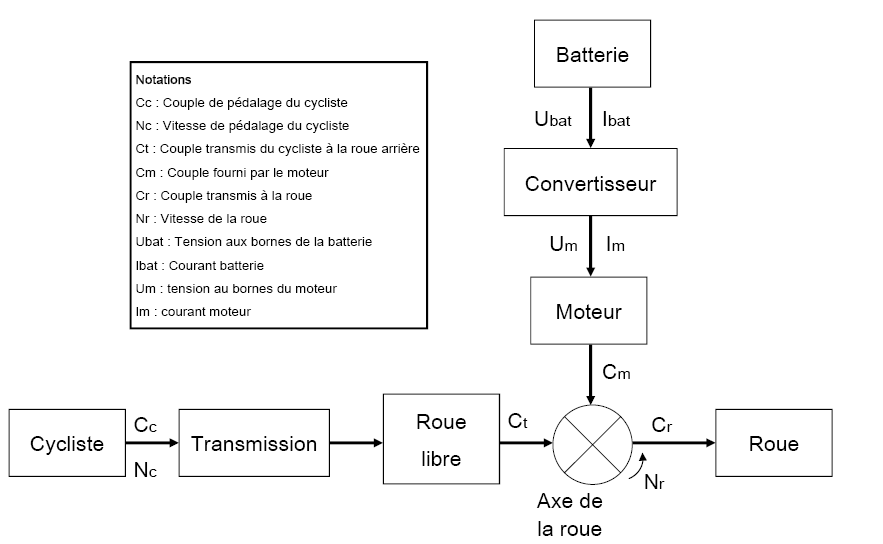 Batterie
Ubat Ibat
Notations
Cc : Couple de pédalage du cycliste
Nc : Vitesse de pédalage du cycliste
Ct : Couple transmis du cycliste à la roue arrière
Cm : Couple fourni par le moteur
Cr : Couple transmis à la roue
Nr : Vitesse de la roue
Ubat : Tension aux bornes de la batterie
Ibat : Courant batterie
Um : tension au bornes du moteur
Im : courant moteur
Convertisseur
Um Im
Moteur
Cm
Cycliste
Cc
Nc
Transmission
Roue
libre
Ct
Axe de
la roue
Cr
Nr
Roue